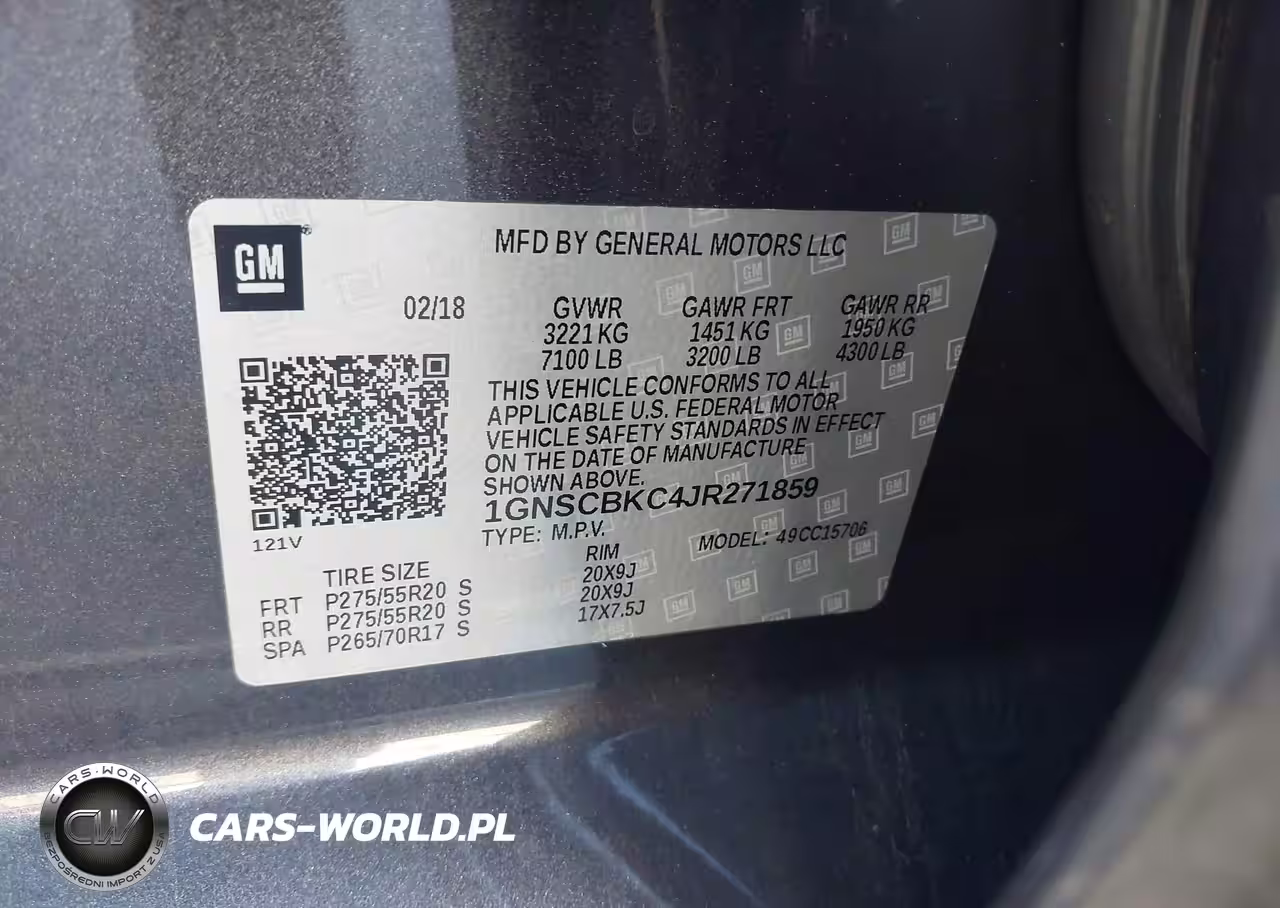 GM
MFD BY GENERAL MOTORS LLC
02/18 GVWR GAWR FRT GAWR RR
3221 KG 1451 KG 1950 KG
7100 LB 3200 LB 4300 LB
THIS VEHICLE CONFORMS TO ALL
APPLICABLE U.S. FEDERAL MOTOR
VEHICLE SAFETY STANDARDS IN EFFECT
ON THE DATE OF MANUFACTURE
SHOWN ABOVE.
1GNSCBKC4JR271859
TYPE: M.P.V. MODEL: 49CC15706
121V
TIRE SIZE RIM
FRT P275/55R20 S 20X9J
RR P275/55R20 S 20X9J
SPA P265/70R17 S 17X7.5J
CARS-WORLD
CW
BEZPOŚREDNI IMPORT Z USA
CARS-WORLD.PL